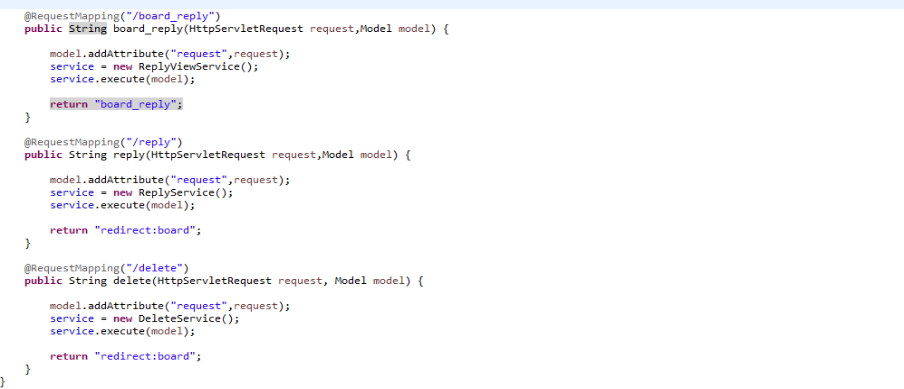 @RequestMapping("/board_reply")
public String board_reply(HttpServletRequest request,Model model) {
model.addAttribute("request",request);
service = new ReplyViewService();
service.execute(model);
return "board_reply";
}
@RequestMapping("/reply")
public String reply(HttpServletRequest request,Model model) {
model.addAttribute("request",request);
service = new ReplyService();
service.execute(model);
return "redirect:board";
}
@RequestMapping("/delete")
public String delete(HttpServletRequest request, Model model) {
model.addAttribute("request",request);
service = new DeleteService();
service.execute(model);
return "redirect:board";
}
}